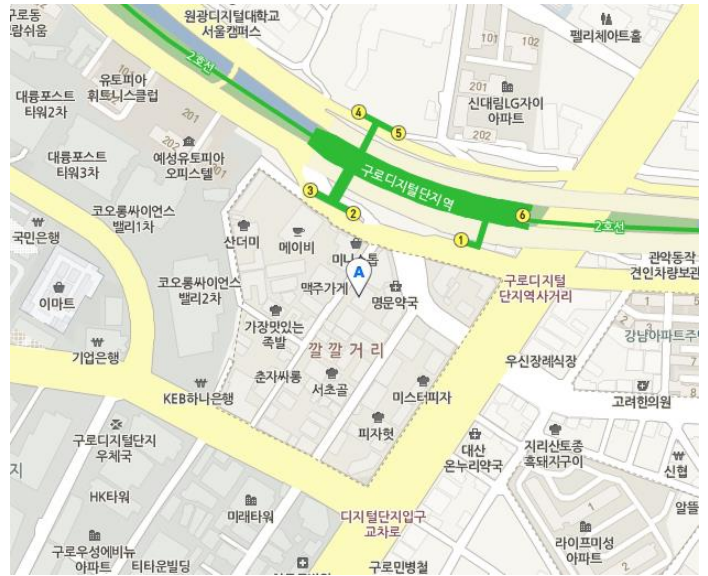 원광디지털대학교
서울캠퍼스
구로동
람쉬움
펠리체아트홀
101
102
2호선
유토피아
휘트니스클럽
대륭포스트
타워2차
201
101
202
예성유토피아
오피스텔
대륭포스트
타워3차
4
5
201
신대림LG자이
아파트
202
구로디지털단지역
3
2
6
1
2호선
코오롱싸이언스
밸리1차
국민은행
산더미
메이비
미니스톱
A
맥주가게
명문약국
관악동작
견인차량보관
구로디지털
단지역사거리
코오롱싸이언스
밸리2차
이마트
가장맛있는
족발
깔깔거리
1
5
강남아파트주
기업은행
KEB하나은행
춘자싸롱
서초골
미스터피자
우신장례식장
고려한의원
8
피자헛
구로디지털단지
우체국
대산
온누리약국
지리산토종
흑돼지구이
신협
지
HK타워
미래타워
디지털단지입구
교차로
1
2
알뜰
라이프미성
아파트
구로우성에비뉴
아파트
티타운빌딩
구로민병철